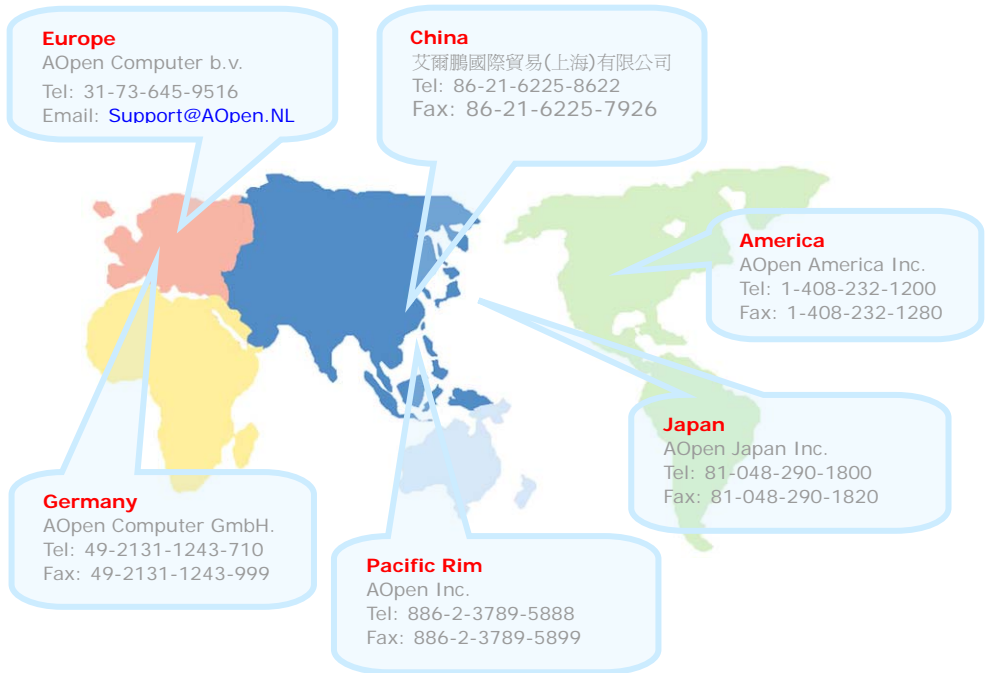 Europe
AOpen Computer b.v.
Tel: 31-73-645-9516
Email: Support@AOpen.NL
China
艾爾鵬國際貿易(上海)有限公司
Tel: 86-21-6225-8622
Fax: 86-21-6225-7926
America
AOpen America Inc.
Tel: 1-408-232-1200
Fax: 1-408-232-1280
Japan
AOpen Japan Inc.
Tel: 81-048-290-1800
Fax: 81-048-290-1820
Germany
AOpen Computer GmbH.
Tel: 49-2131-1243-710
Fax: 49-2131-1243-999
Pacific Rim
AOpen Inc.
Tel: 886-2-3789-5888
Fax: 886-2-3789-5899